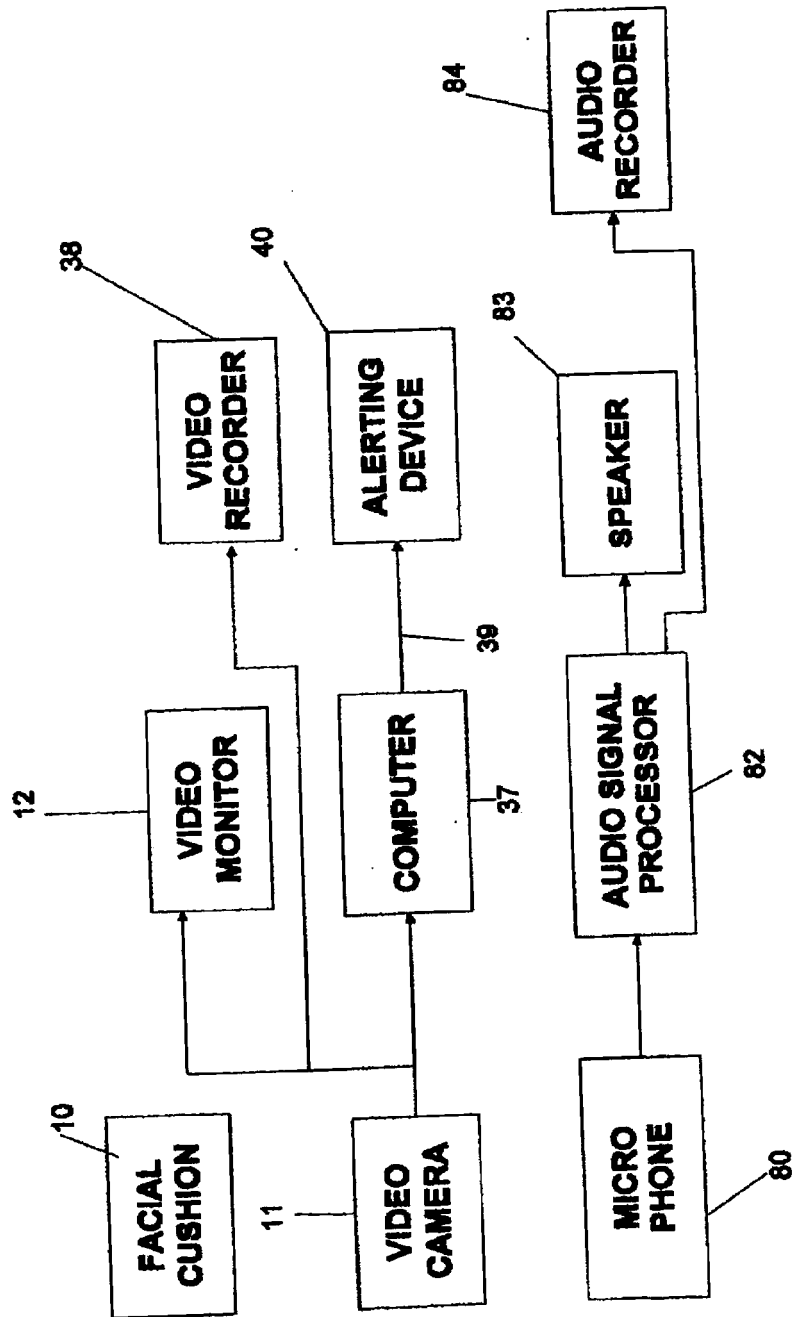 10
FACIAL
CUSHION
12
VIDEO
MONITOR
38
VIDEO
RECORDER
11
VIDEO
CAMERA
COMPUTER
37
39
40
ALERTING
DEVICE
80
MICRO
PHONE
AUDIO SIGNAL
PROCESSOR
82
83
SPEAKER
84
AUDIO
RECORDER